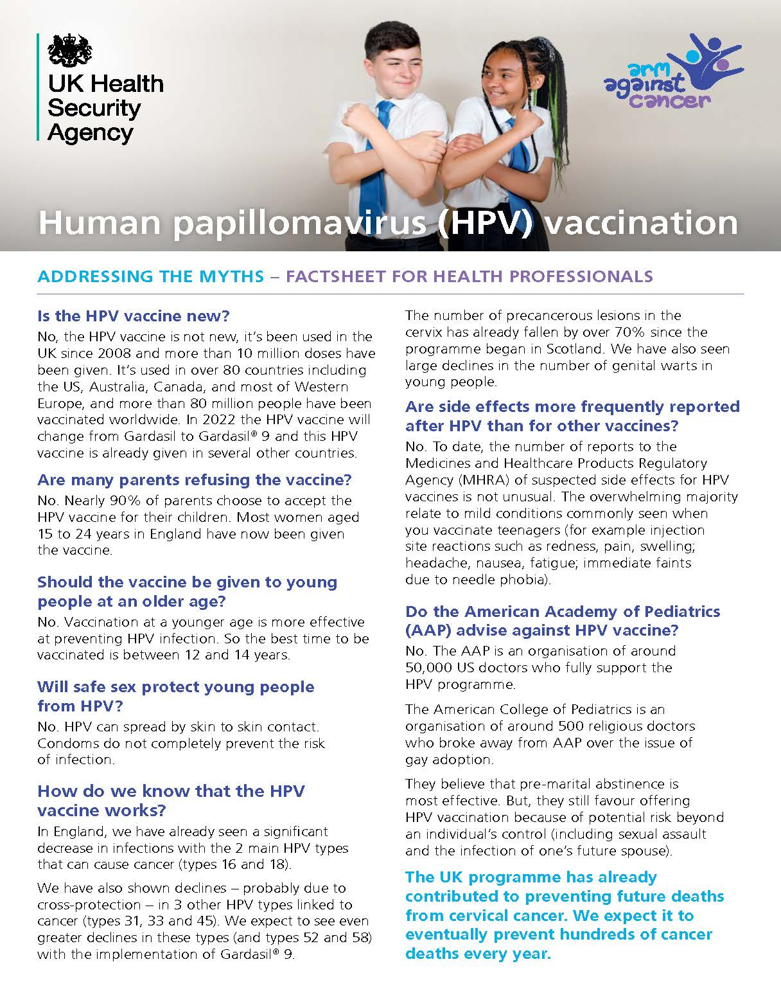 UK Health
Security
Agency
arm
against
cancer
Human papillomavirus (HPV) vaccination
ADDRESSING THE MYTHS – FACTSHEET FOR HEALTH PROFESSIONALS
Is the HPV vaccine new?
No, the HPV vaccine is not new, it’s been used in the
UK since 2008 and more than 10 million doses have
been given. It’s used in over 80 countries including
the US, Australia, Canada, and most of Western
Europe, and more than 80 million people have been
vaccinated worldwide. In 2022 the HPV vaccine will
change from Gardasil to Gardasil® 9 and this HPV
vaccine is already given in several other countries.
Are many parents refusing the vaccine?
No. Nearly 90% of parents choose to accept the
HPV vaccine for their children. Most women aged
15 to 24 years in England have now been given
the vaccine.
Should the vaccine be given to young
people at an older age?
No. Vaccination at a younger age is more effective
at preventing HPV infection. So the best time to be
vaccinated is between 12 and 14 years.
Will safe sex protect young people
from HPV?
No. HPV can spread by skin to skin contact.
Condoms do not completely prevent the risk
of infection.
How do we know that the HPV
vaccine works?
In England, we have already seen a significant
decrease in infections with the 2 main HPV types
that can cause cancer (types 16 and 18).
We have also shown declines – probably due to
cross-protection – in 3 other HPV types linked to
cancer (types 31, 33 and 45). We expect to see even
greater declines in these types (and types 52 and 58)
with the implementation of Gardasil® 9.
The number of precancerous lesions in the
cervix has already fallen by over 70% since the
programme began in Scotland. We have also seen
large declines in the number of genital warts in
young people.
Are side effects more frequently reported
after HPV than for other vaccines?
No. To date, the number of reports to the
Medicines and Healthcare Products Regulatory
Agency (MHRA) of suspected side effects for HPV
vaccines is not unusual. The overwhelming majority
relate to mild conditions commonly seen when
you vaccinate teenagers (for example injection
site reactions such as redness, pain, swelling;
headache, nausea, fatigue; immediate faints
due to needle phobia).
Do the American Academy of Pediatrics
(AAP) advise against HPV vaccine?
No. The AAP is an organisation of around
50,000 US doctors who fully support the
HPV programme.
The American College of Pediatrics is an
organisation of around 500 religious doctors
who broke away from AAP over the issue of
gay adoption.
They believe that pre-marital abstinence is
most effective. But, they still favour offering
HPV vaccination because of potential risk beyond
an individual’s control (including sexual assault
and the infection of one’s future spouse).
The UK programme has already
contributed to preventing future deaths
from cervical cancer. We expect it to
eventually prevent hundreds of cancer
deaths every year.